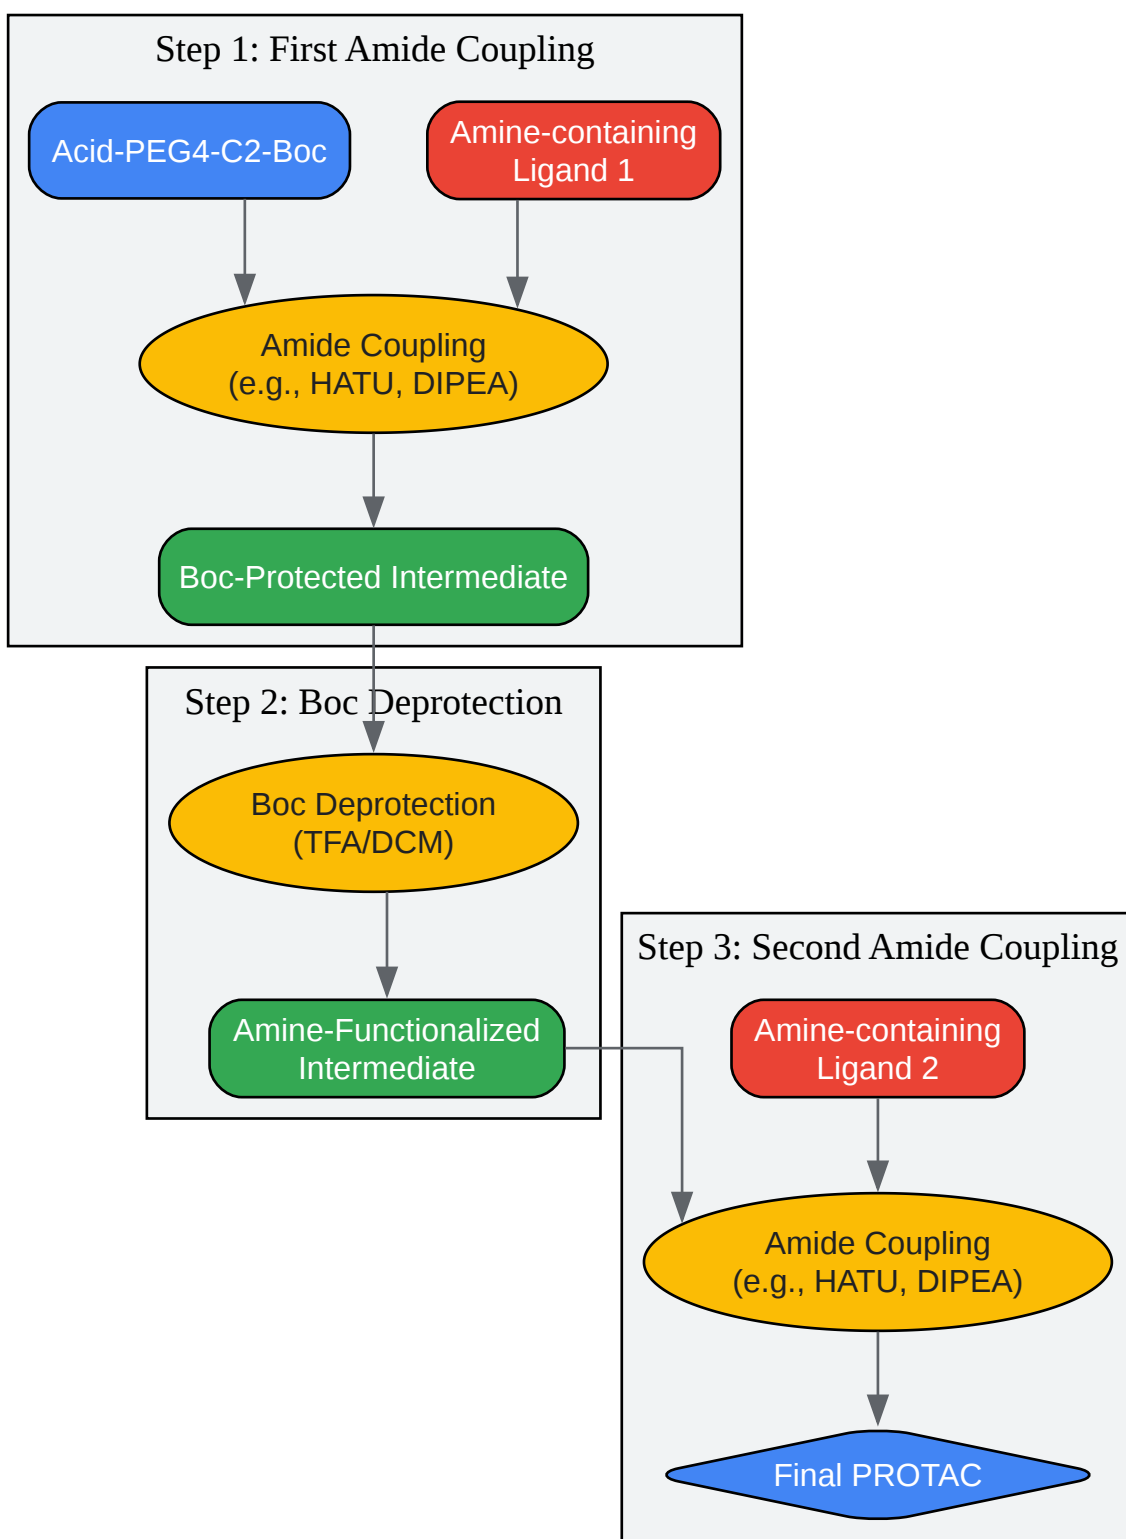 Step 1: First Amide Coupling
Acid-PEG4-C2-Boc
Amine-containing
Ligand 1
Amide Coupling
(e.g., HATU, DIPEA)
Boc-Protected Intermediate
Step 2: Boc Deprotection
Boc Deprotection
(TFA/DCM)
Amine-Functionalized
Intermediate
Step 3: Second Amide Coupling
Amine-containing
Ligand 2
Amide Coupling
(e.g., HATU, DIPEA)
Final PROTAC